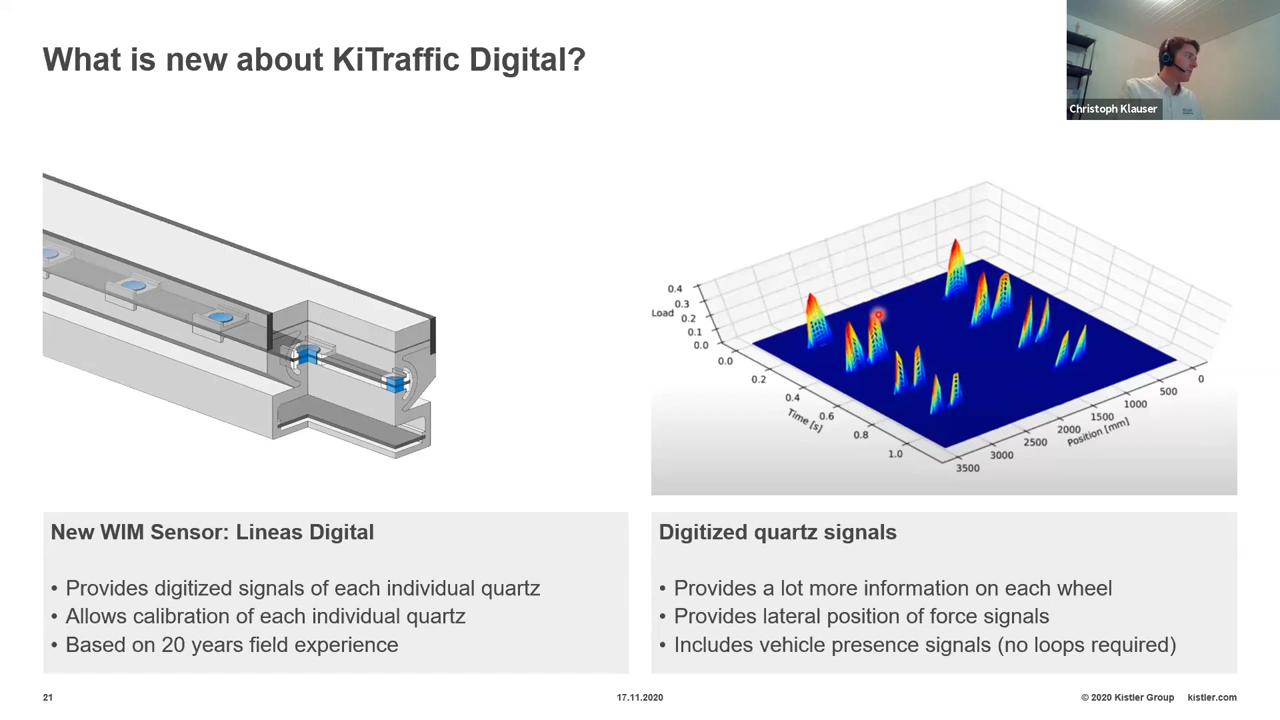 What is new about KiTraffic Digital?
Christoph Klauser
Load
0.4
0.3
0.2
0.1
0.0
0.0
0.2
0.4
0.6
0.8
1.0
Time [s]
0
500
1000
1500
2000
2500
3000
3500
Position [mm]
New WIM Sensor: Lineas Digital
• Provides digitized signals of each individual quartz
• Allows calibration of each individual quartz
• Based on 20 years field experience
Digitized quartz signals
• Provides a lot more information on each wheel
• Provides lateral position of force signals
• Includes vehicle presence signals (no loops required)
21
17.11.2020
© 2020 Kistler Group kistler.com